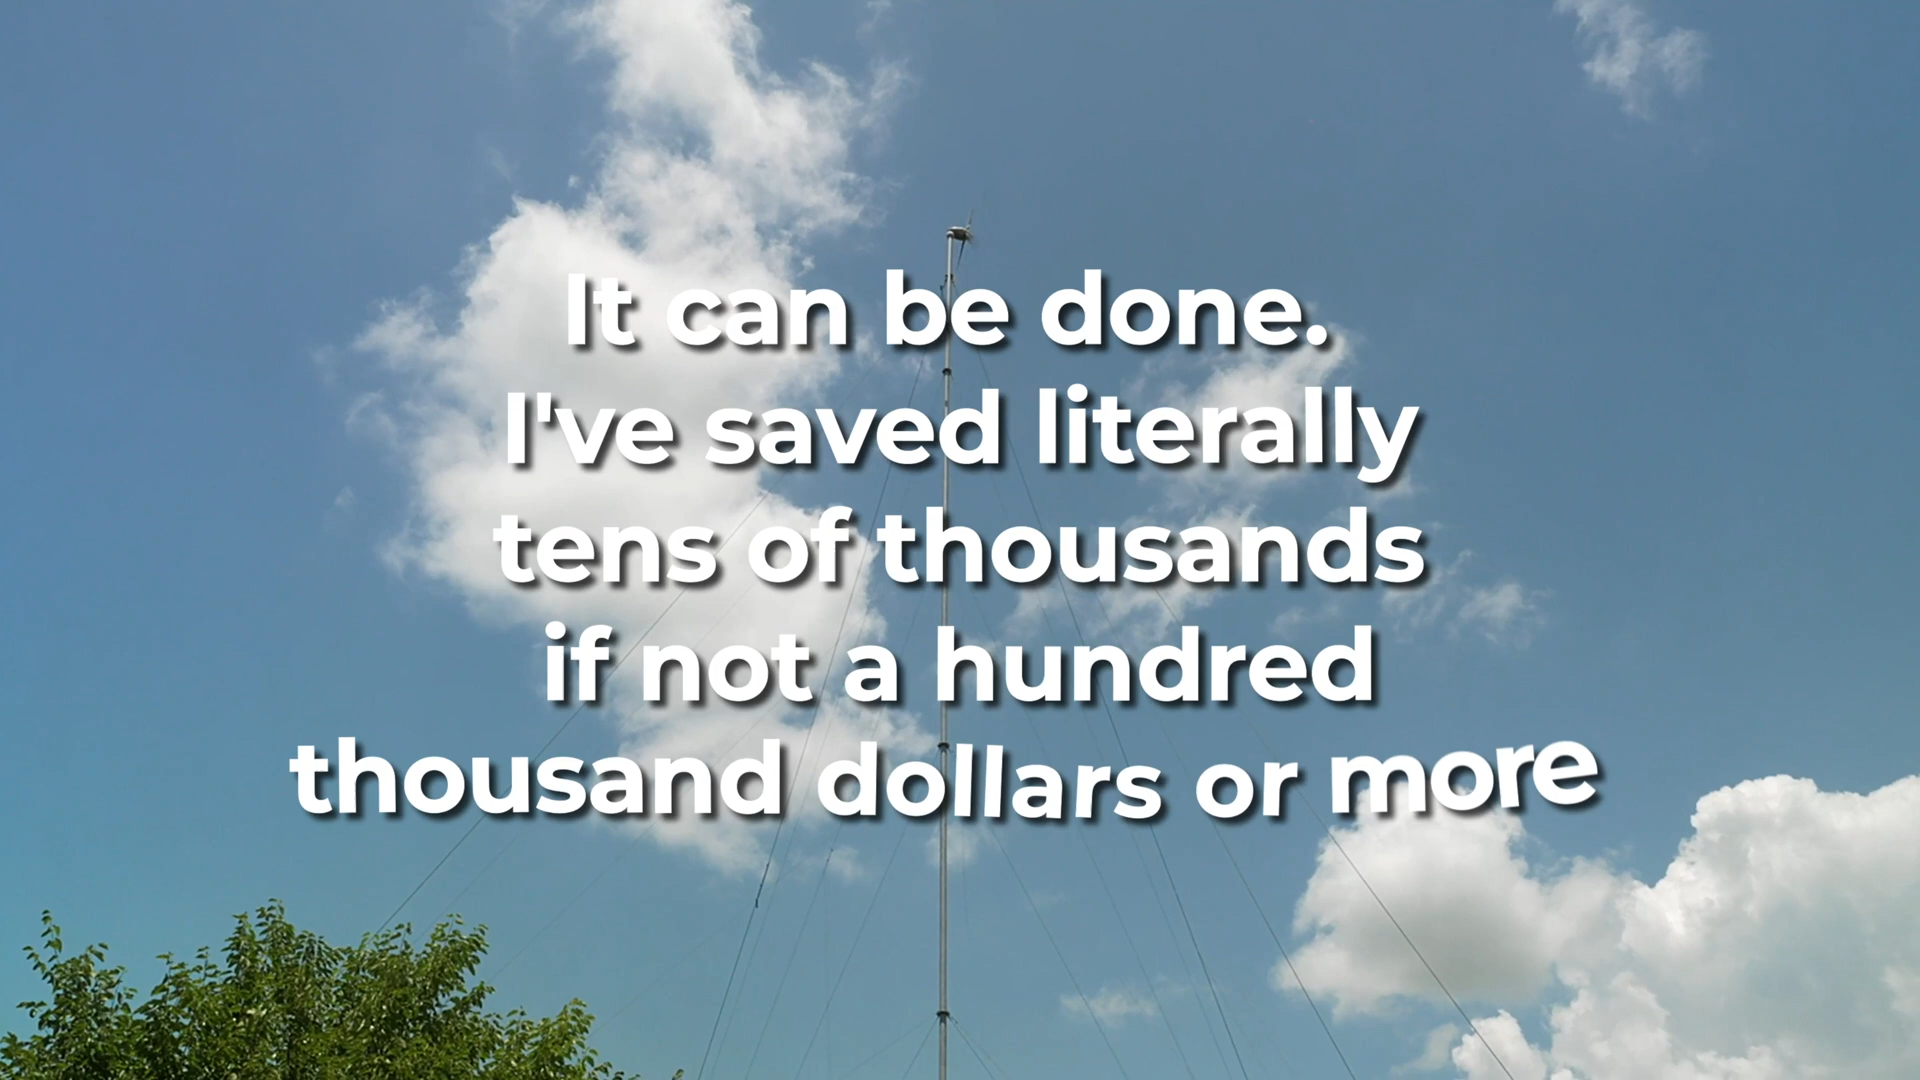 It can be done.
I've saved literally
tens of thousands
if not a hundred
thousand dollars or more